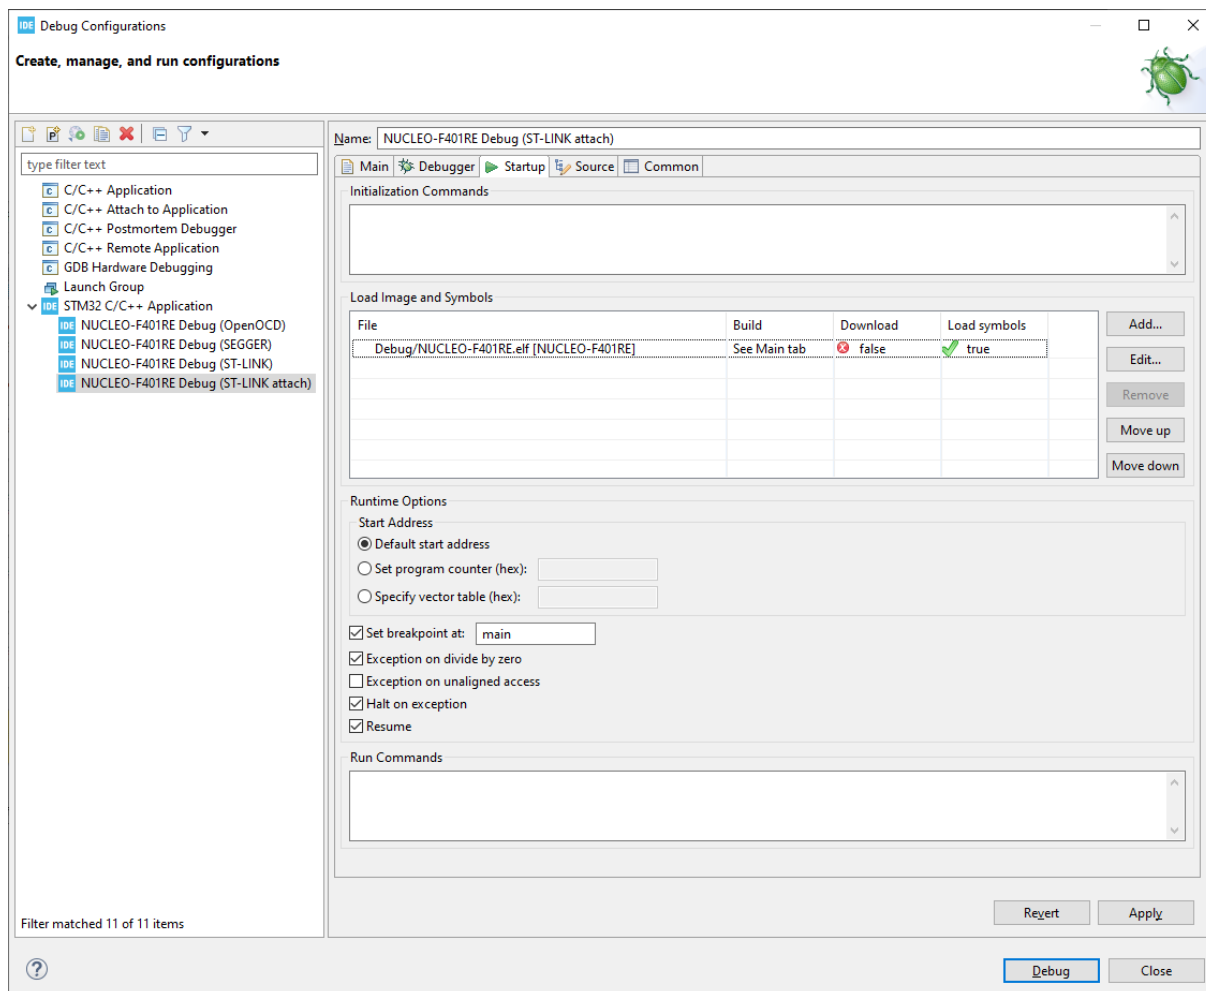 IDE Debug Configurations
Create, manage, and run configurations
type filter text
C/C++ Application
C/C++ Attach to Application
C/C++ Postmortem Debugger
C/C++ Remote Application
GDB Hardware Debugging
Launch Group
IDE STM32 C/C++ Application
IDE NUCLEO-F401RE Debug (OpenOCD)
IDE NUCLEO-F401RE Debug (SEGGER)
IDE NUCLEO-F401RE Debug (ST-LINK)
IDE NUCLEO-F401RE Debug (ST-LINK attach)
Filter matched 11 of 11 items
Name: NUCLEO-F401RE Debug (ST-LINK attach)
Main Debugger Startup Source Common
Initialization Commands
Load Image and Symbols
File Build Download Load symbols
Debug/NUCLEO-F401RE.elf [NUCLEO-F401RE] See Main tab false true
Add...
Edit...
Remove
Move up
Move down
Runtime Options
Start Address
Default start address
Set program counter (hex):
Specify vector table (hex):
Set breakpoint at: main
Exception on divide by zero
Exception on unaligned access
Halt on exception
Resume
Run Commands
Revert Apply
? Debug Close